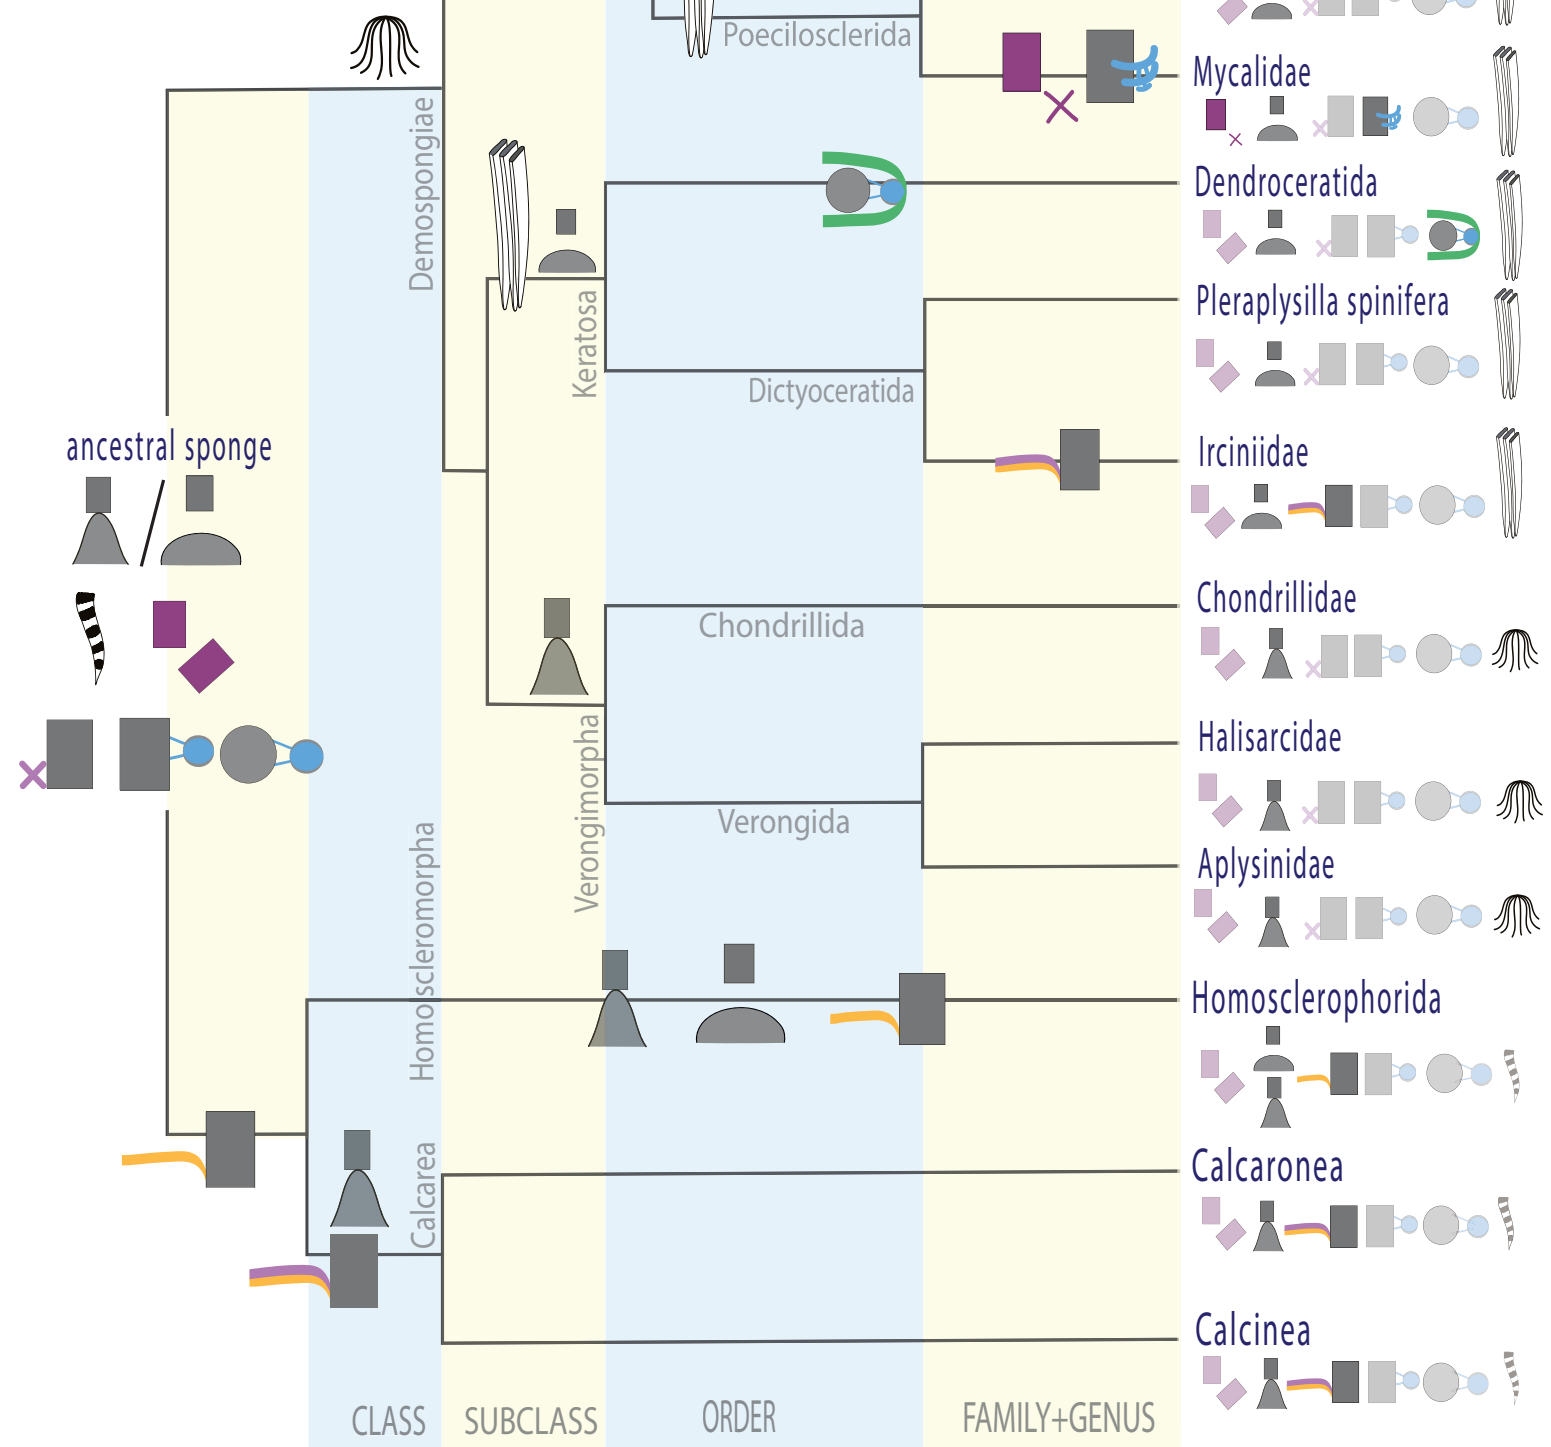 Poecilosclerida
Mycalidae
Demospongiae
Dendroceratida
Keratosa
Pleraplysilla spinifera
Dictyoceratida
ancestral sponge
Irciniidae
Chondrillida
Chondrillidae
Verongimorpha
Halisarcidae
Verongida
Homoscleromorpha
Aplysinidae
Homosclerophorida
Calcarea
Calcaronea
Calcinea
CLASS
SUBCLASS
ORDER
FAMILY+GENUS